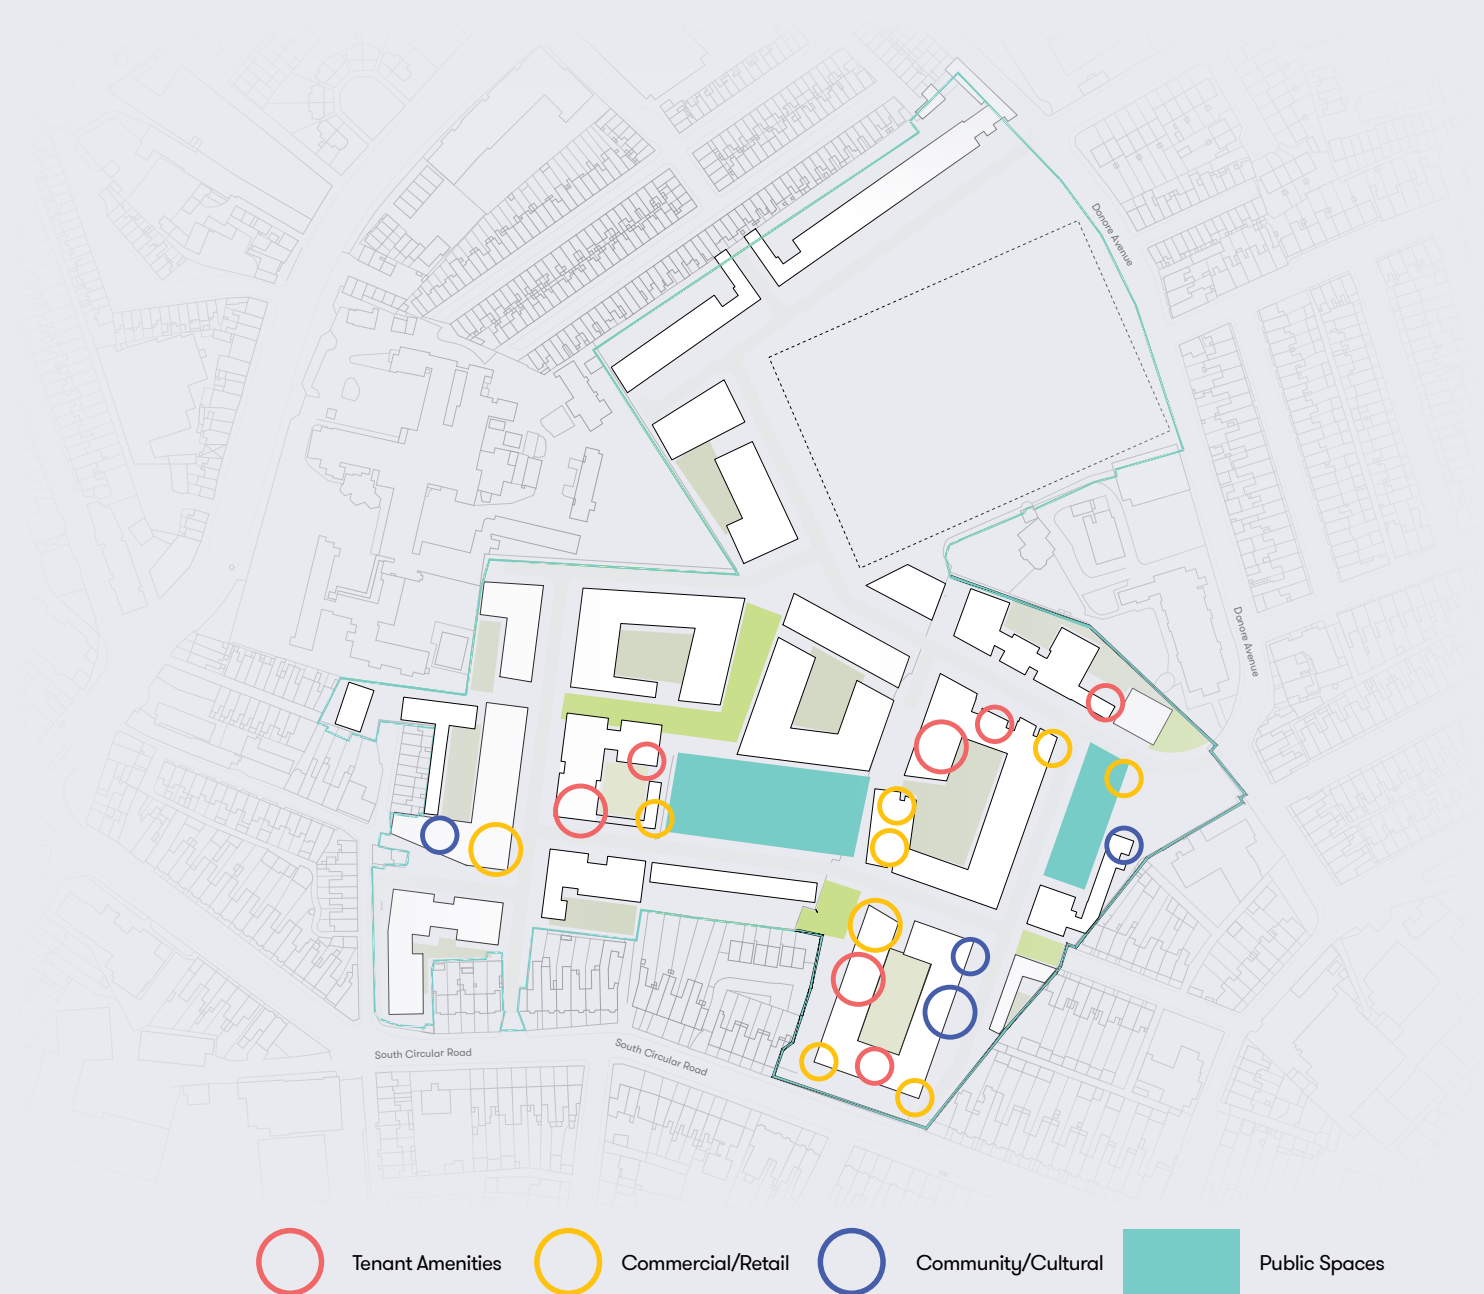 Donore Avenue
Donore Avenue
South Circular Road
South Circular Road
Tenant Amenities
Commercial/Retail
Community/Cultural
Public Spaces